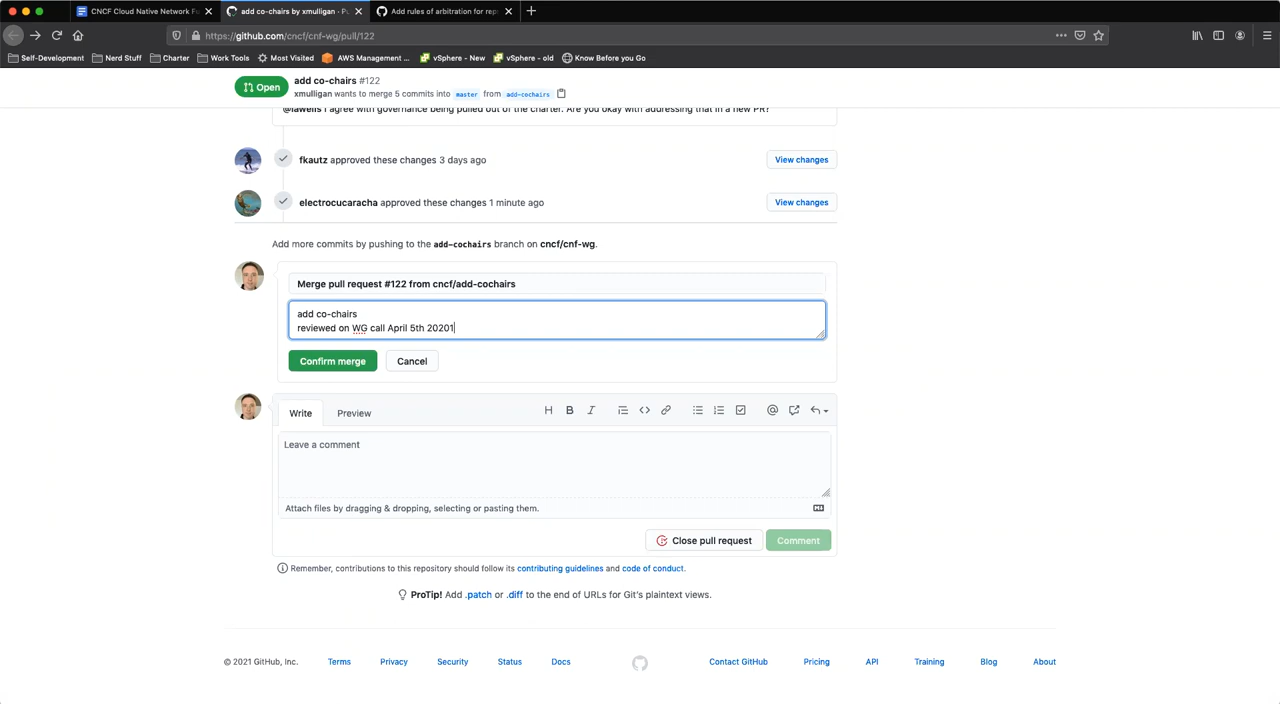 CNCF Cloud Native Network Fu
add co-chairs by xmulligan · Pu
Add rules of arbitration for rep
https://github.com/cncf/cnf-wg/pull/122
Self-Development Nerd Stuff Charter Work Tools Most Visited AWS Management ... vSphere - New vSphere - old Know Before you Go
Open
add co-chairs #122
xmulligan wants to merge 5 commits into master from add-cochairs
I agree with governance being pulled out of the charter. Are you okay with addressing that in a new PR?
fkautz approved these changes 3 days ago
View changes
electrocucaracha approved these changes 1 minute ago
View changes
Add more commits by pushing to the add-cochairs branch on cncf/cnf-wg.
Merge pull request #122 from cncf/add-cochairs
add co-chairs
reviewed on WG call April 5th 20201
Confirm merge Cancel
Write Preview
Leave a comment
Attach files by dragging & dropping, selecting or pasting them.
Close pull request Comment
Remember, contributions to this repository should follow its contributing guidelines and code of conduct.
ProTip! Add .patch or .diff to the end of URLs for Git's plaintext views.
© 2021 GitHub, Inc. Terms Privacy Security Status Docs Contact GitHub Pricing API Training Blog About